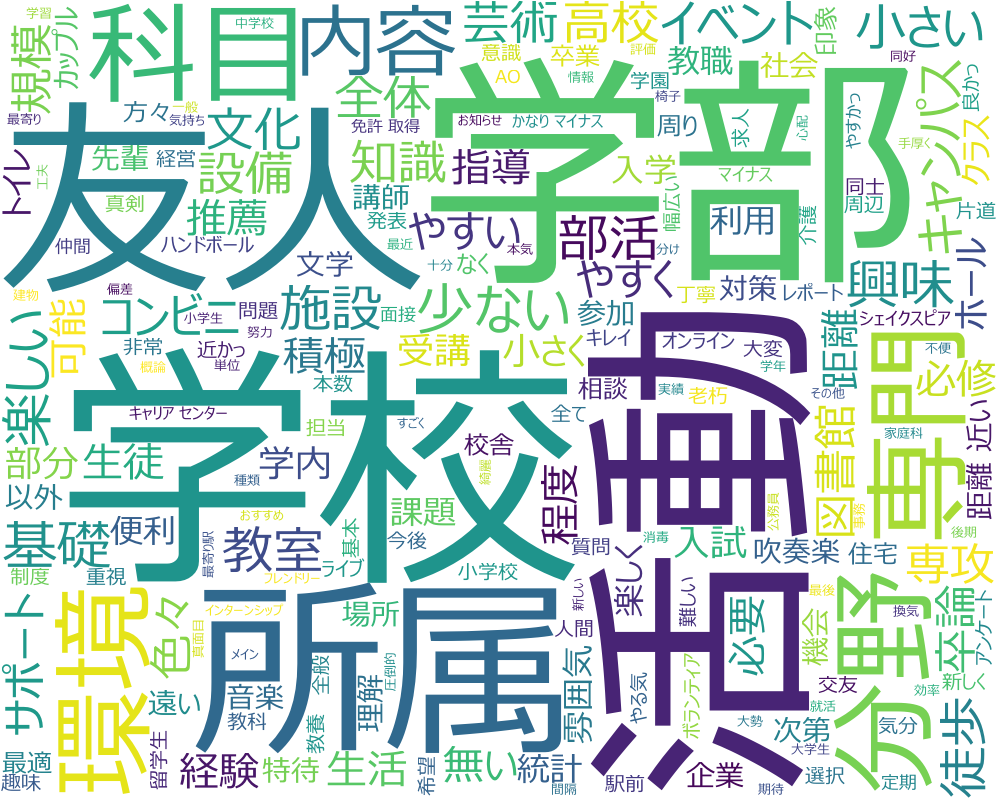 中学校
学習
カップル
規模
科目
内容
芸術
高校
イベント
印象
小さい
同好
意識
卒業
AO
情報
評価
学園
教職
社会
良かっ
キャンパス
クラス
最寄り
方々
一般
気持ち
文化
全体
免許 取得
お知らせ
かなり マイナス
周り
椅子
求人
心配
やすかっ
手厚く
トイレ
工夫
先輩
経営
設備
知識
指導
入学
幅広い
マイナス
同士
周辺
片道
友人
学部
真剣
推薦
講師
発表
最近
やすい
部活
利用
介護
仲間
ハンドボール
文学
十分
なく
本気
やすく
分け
丁寧
対策
レポート
興味
ホール
建物
偏差
コンビニ
小学生
問題
施設
面接
少ない
参加
シェイクスピア
距離
楽しい
可能
非常
近かっ
単位
努力
積極
受講
小さく
キレイ
オンライン
大変
学年
不便
専門
必修
概論
本数
相談
実績
老朽
その他
近い
距離
学校
活動
キャリア センター
すごく
担当
校舎
全て
図書館
家庭科
部分
生徒
学内
種類
綺麗
程度
公務員
事務
以外
基礎
便利
おすすめ
教室
課題
今後
基本
質問
消毒
入試
吹奏楽
住宅
後期
専攻
制度
重視
最寄り駅
フレンドリー
ライブ
小学校
新しい
楽しく
難しい
最後
換気
サポート
環境
色々
真面目
インターンシップ
所属
場所
人間
必要
機会
分野
卒論
アンケート
メイン
全般
圧倒的
雰囲気
やる気
ボランティア
交友
就活
効率
新しく
遠い
音楽
教科
教養
理解
大勢
次第
気分
徒歩
最適
趣味
留学生
経験
特待
生活
希望
無い
統計
間隔
駅前
企業
期待
大学生
選択
定期